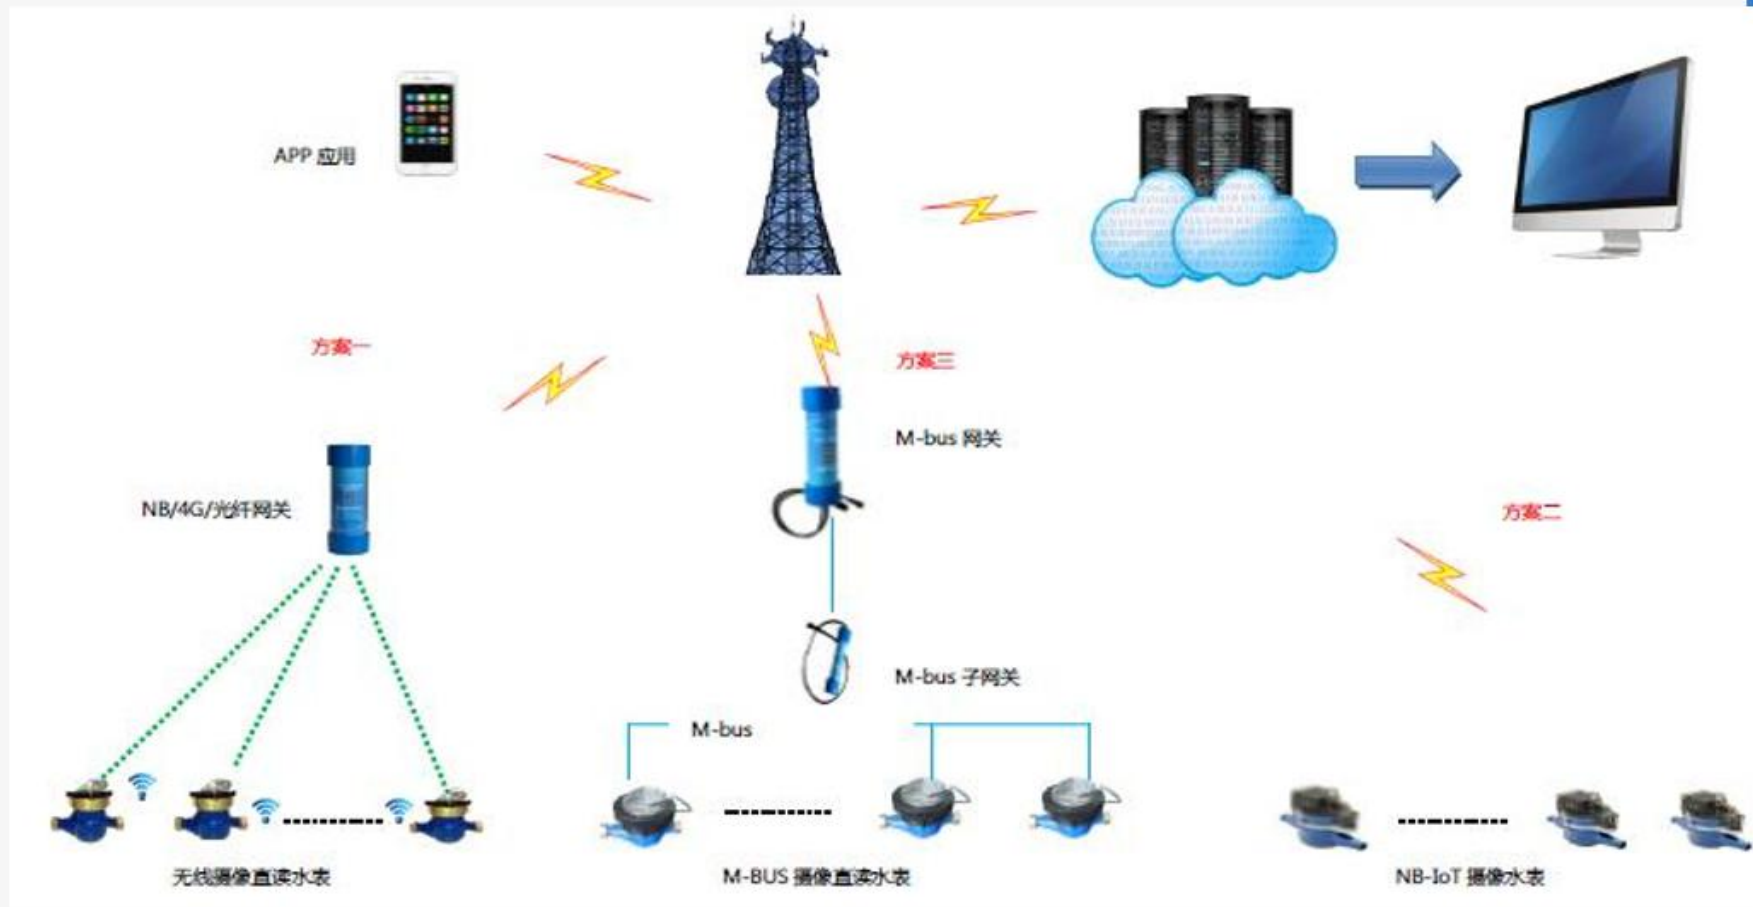 APP 应用
方案一
方案三
M-bus 网关
NB/4G/光纤网关
方案二
M-bus 子网关
M-bus
无线摄像直读水表
M-BUS 摄像直读水表
NB-IoT 摄像水表